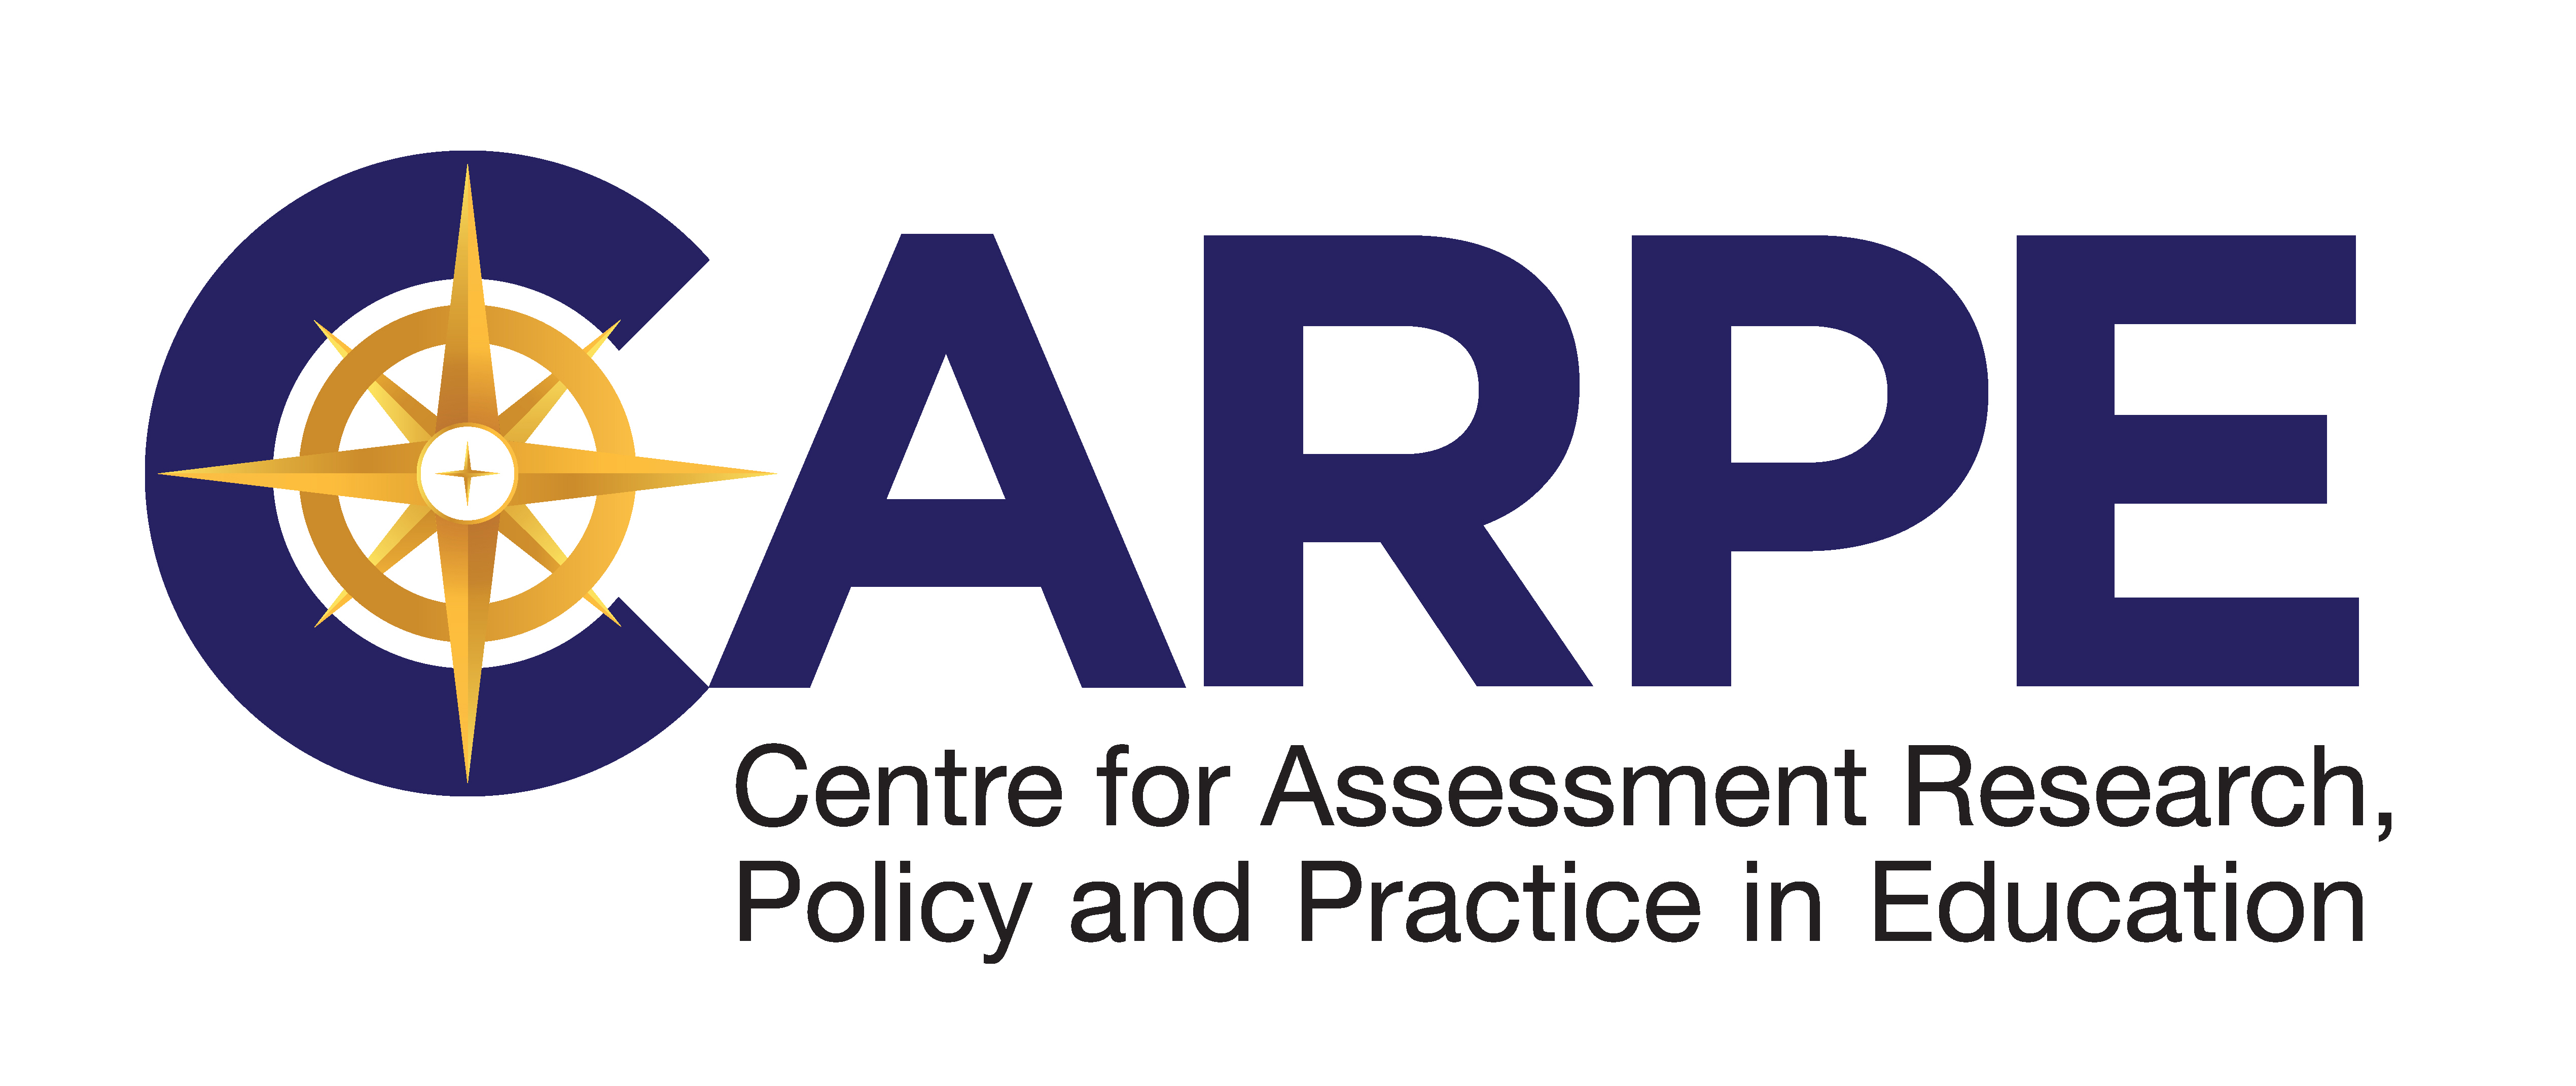 CARPE
Centre for Assessment Research,
Policy and Practice in Education